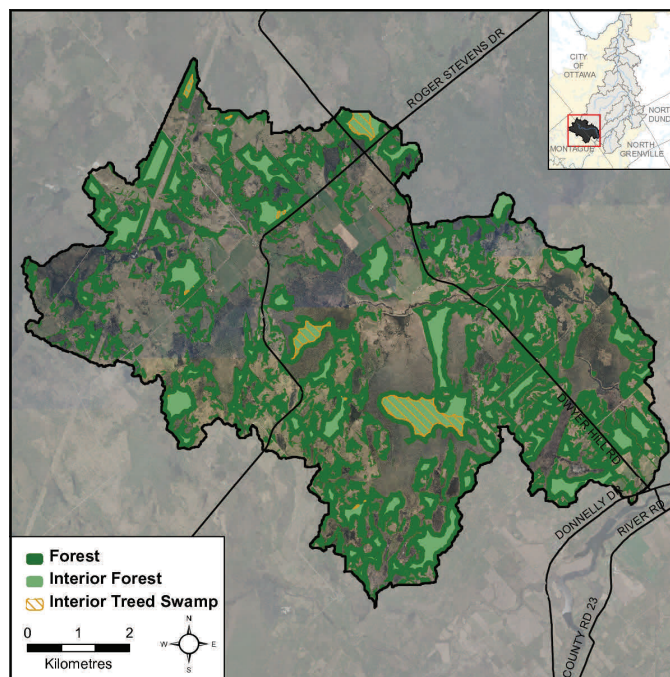 ROGER STEVENS DR
CITY
OF
OTTAWA
NORTH
DUND
MONTAGUE
NORTH
GRENVILLE
DWYER HILL RD
DONNELLY DR
RIVER RD
COUNTY RD 23
Forest
Interior Forest
Interior Treed Swamp
0 1 2
Kilometres
N
W E
S